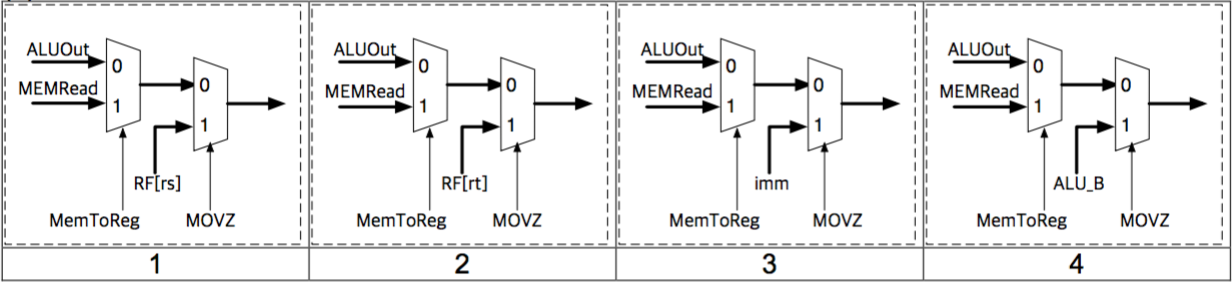 ALUOut
0
MEMRead
1
0
1
RF[rs]
MemToReg MOVZ
1
ALUOut
0
MEMRead
1
0
1
RF[rt]
MemToReg MOVZ
2
ALUOut
0
MEMRead
1
0
1
imm
MemToReg MOVZ
3
ALUOut
0
MEMRead
1
0
1
ALU_B
MemToReg MOVZ
4